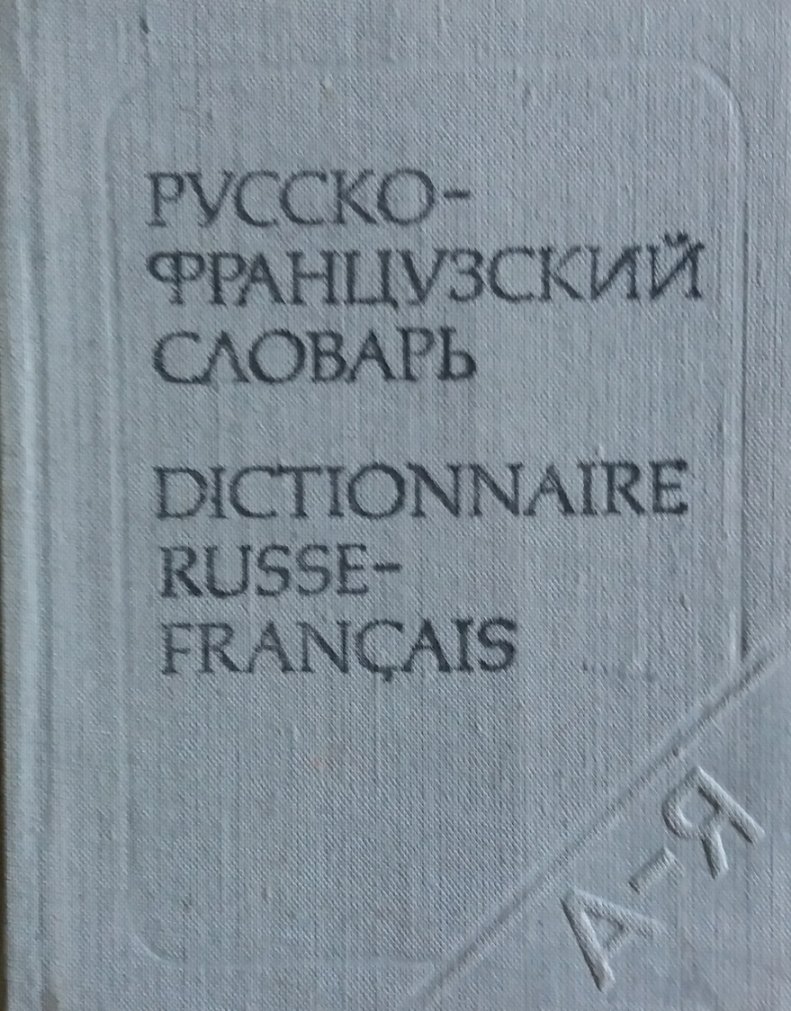 РУССКО-
ФРАНЦУЗСКИЙ
СЛОВАРЬ
DICTIONNAIRE
RUSSE-
FRANÇAIS
А-Я